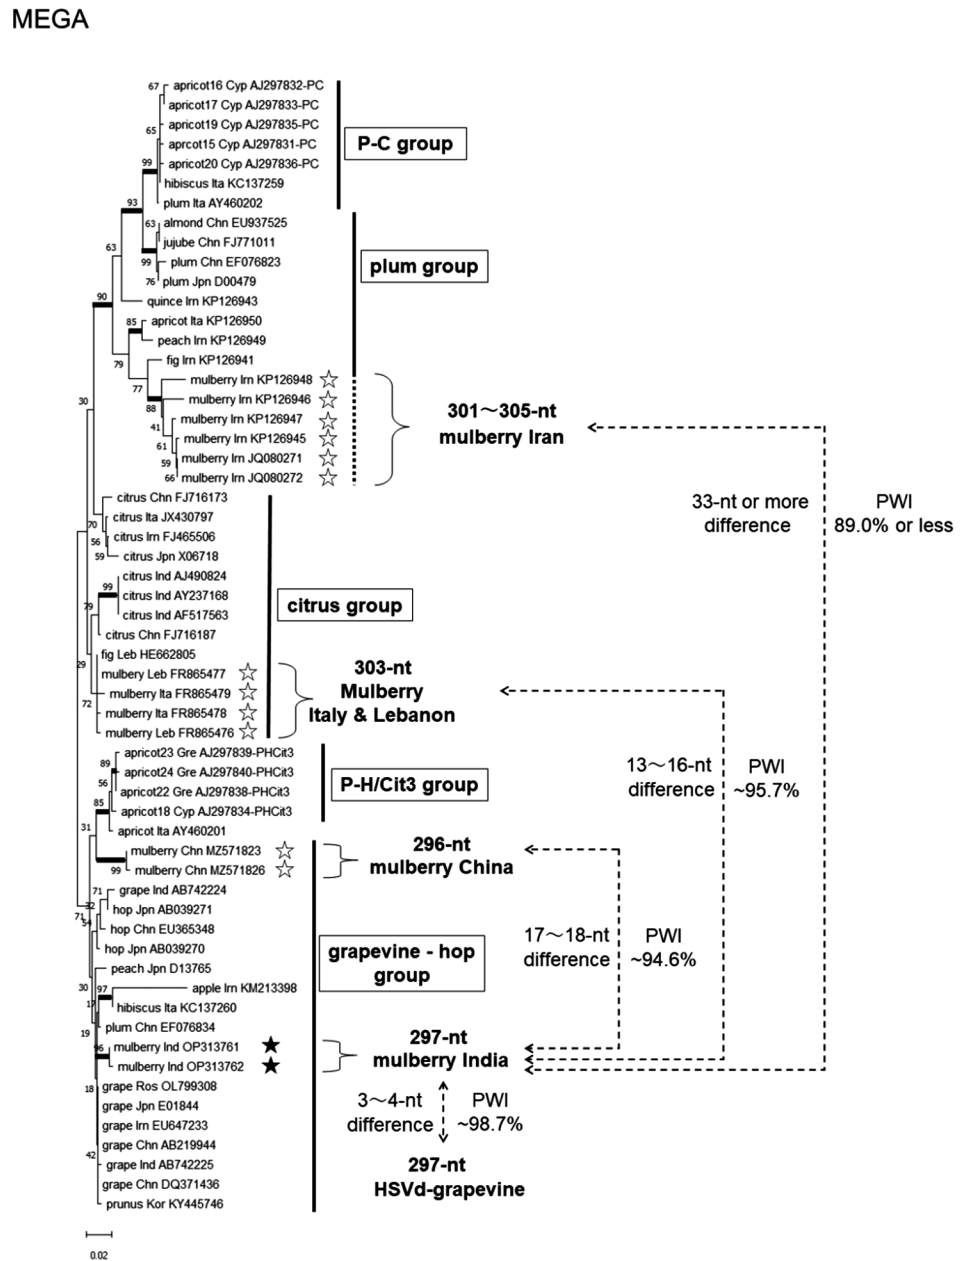 MEGA
67
apricot16 Cyp AJ297832-PC
apricot17 Cyp AJ297833-PC
65
apricot19 Cyp AJ297835-PC
aprcot15 Cyp AJ297831-PC
99
apricot20 Cyp AJ297836-PC
hibiscus Ita KC137259
93
plum Ita AY460202
P-C group
63
almond Chn EU937525
jujube Chn FJ771011
63
99
plum Chn EF076823
76
plum Jpn D00479
90
quince Irn KP126943
plum group
85
apricot Ita KP126950
peach Irn KP126949
79
fig Irn KP126941
77
mulberry Irn KP126948
88
mulberry Irn KP126946
41
mulberry Irn KP126947
61
mulberry Irn KP126945
59
mulberry Irn JQ080271
66
mulberry Irn JQ080272
301～305-nt
mulberry Iran
30
citrus Chn FJ716173
70
citrus Ita JX430797
56
citrus Irn FJ465506
59
citrus Jpn X06718
33-nt or more
difference
PWI
89.0% or less
99
citrus Ind AJ490824
citrus Ind AY237168
79
citrus Ind AF517563
citrus Chn FJ716187
citrus group
29
fig Leb HE662805
mulbery Leb FR865477
mulberry Ita FR865479
72
mulberry Ita FR865478
mulberry Leb FR865476
303-nt
Mulberry
Italy & Lebanon
89
apricot23 Gre AJ297839-PHCit3
apricot24 Gre AJ297840-PHCit3
56
apricot22 Gre AJ297838-PHCit3
85
apricot18 Cyp AJ297834-PHCit3
31
apricot Ita AY460201
P-H/Cit3 group
13～16-nt
difference
PWI
~95.7%
mulberry Chn MZ571823
99
mulberry Chn MZ571826
296-nt
mulberry China
71
grape Ind AB742224
32
hop Jpn AB039271
71
54
hop Chn EU365348
hop Jpn AB039270
peach Jpn D13765
grapevine - hop
group
17～18-nt
difference
PWI
~94.6%
30
97
apple Irn KM213398
17
hibiscus Ita KC137260
19
plum Chn EF076834
96
mulberry Ind OP313761
mulberry Ind OP313762
297-nt
mulberry India
18
grape Ros OL799308
grape Jpn E01844
grape Irn EU647233
grape Chn AB219944
42
grape Ind AB742225
grape Chn DQ371436
prunus Kor KY445746
3～4-nt
difference
PWI
~98.7%
297-nt
HSVd-grapevine
0.02